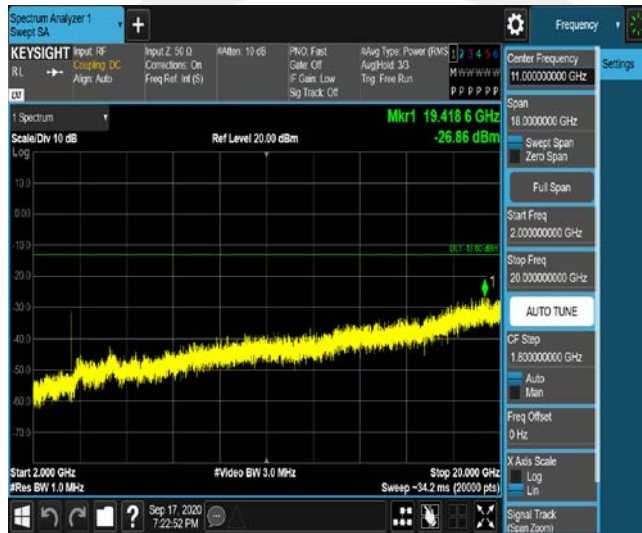 Spectrum Analyzer 1
Swept SA
Frequency
KEYSIGHT
RL
LXI
Input: RF
Coupling: DC
Align: Auto
Input Z: 50 Ω
Corrections: On
Freq Ref: Int (S)
#Atten: 10 dB
PNO: Fast
Gate: Off
IF Gain: Low
Sig Track: Off
#Avg Type: Power (RMS
Avg|Hold: 3/3
Trig: Free Run
1 2 3 4 5 6
M W W W W W
P P P P P P
1 Spectrum
Scale/Div 10 dB
Log
Ref Level 20.00 dBm
Mkr1 19.418 6 GHz
-26.86 dBm
10.0
0.00
-10.0
-20.0
-30.0
-40.0
-50.0
-60.0
-70.0
1
Start 2.000 GHz
#Res BW 1.0 MHz
#Video BW 3.0 MHz
Stop 20.000 GHz
Sweep ~34.2 ms (20000 pts)
Sep 17, 2020
7:22:52 PM
Center Frequency
11.000000000 GHz
Settings
Span
18.0000000 GHz
Swept Span
Zero Span
Full Span
Start Freq
2.000000000 GHz
Stop Freq
20.000000000 GHz
AUTO TUNE
CF Step
1.800000000 GHz
Auto
Man
Freq Offset
0 Hz
X Axis Scale
Log
Lin
Signal Track
(Span Zoom)